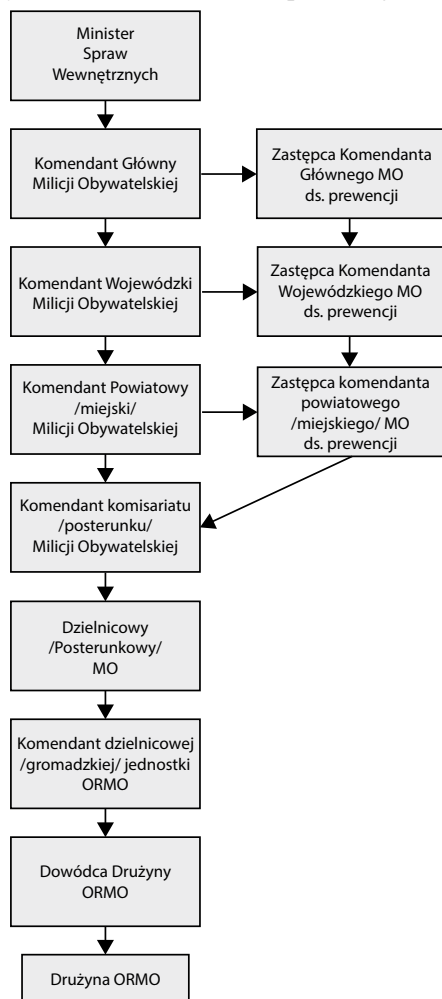 Minister
Spraw
Wewnętrznych
Komendant Główny
Milicji Obywatelskiej
Zastępca Komendanta
Głównego MO
ds. prewencji
Komendant Wojewódzki
Milicji Obywatelskiej
Zastępca Komendanta
Wojewódzkiego MO
ds. prewencji
Komendant Powiatowy
/miejski/
Milicji Obywatelskiej
Zastępca komendanta
powiatowego
/miejskiego/ MO
ds. prewencji
Komendant komisariatu
/posterunku/
Milicji Obywatelskiej
Dzielnicowy
/Posterunkowy/
MO
Komendant dzielnicowej
/gromadzkiej/ jednostki
ORMO
Dowódca Drużyny
ORMO
Drużyna ORMO